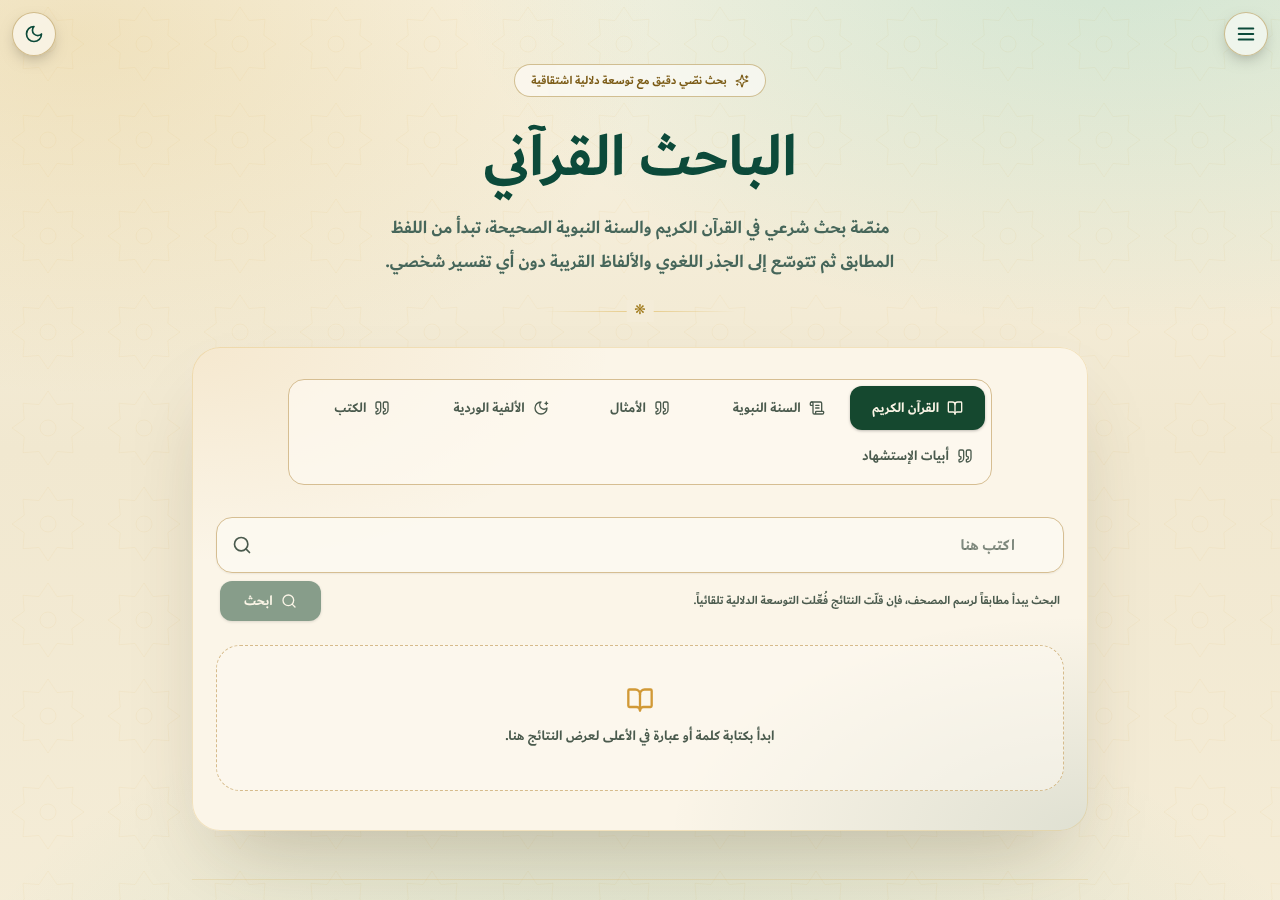 بحث نصّي دقيق مع توسعة دلالية اشتقاقية
الباحث القرآني
منصّة بحث شرعي في القرآن الكريم والسنة النبوية الصحيحة، تبدأ من اللفظ
المطابق ثم تتوسّع إلى الجذر اللغوي والألفاظ القريبة دون أي تفسير شخصي.
القرآن الكريم
السنة النبوية
الأمثال
الألفية الوردية
الكتب
أبيات الإستشهاد
اكتب هنا
البحث يبدأ مطابقاً لرسم المصحف، فإن قلّت النتائج فُعِّلت التوسعة الدلالية تلقائياً.
ابحث
ابدأ بكتابة كلمة أو عبارة في الأعلى لعرض النتائج هنا.